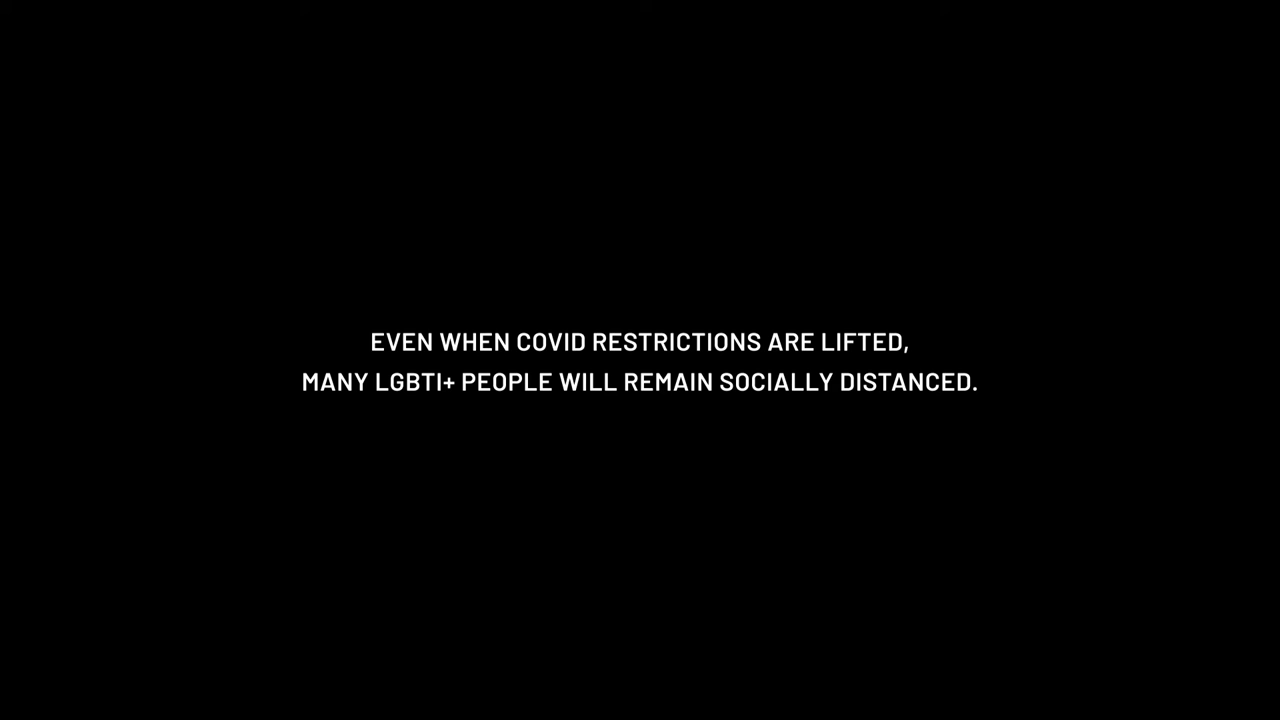 EVEN WHEN COVID RESTRICTIONS ARE LIFTED,
MANY LGBTI+ PEOPLE WILL REMAIN SOCIALLY DISTANCED.